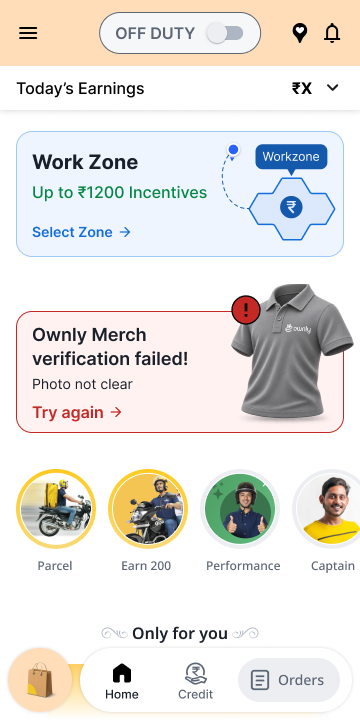 OFF DUTY
Today's Earnings
₹X
Work Zone
Up to ₹1200 Incentives
Select Zone →
Workzone
₹
Ownly Merch
verification failed!
Photo not clear
Try again →
!
ownly
Parcel
Earn 200
Performance
Captain
Only for you
Home
Credit
Orders